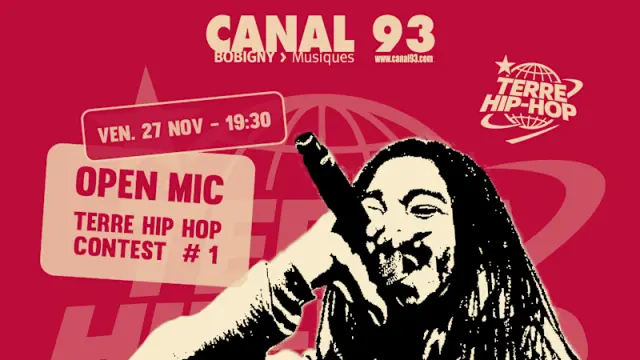 CANAL 93
BOBIGNY > Musiques www.canal93.com
TERRE
HIP-HOP
VEN. 27 NOV - 19:30
OPEN MIC
TERRE HIP HOP
CONTEST # 1